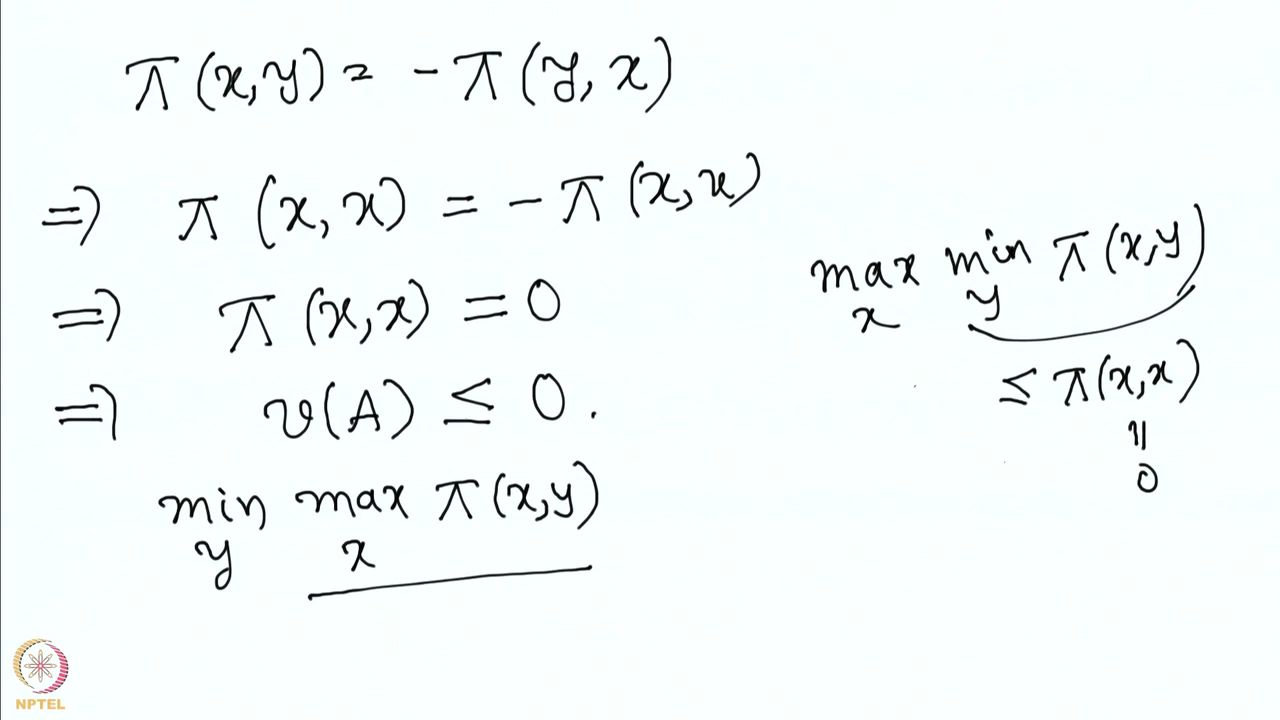 π(x,y) = -π(y,x)
⇒ π(x,x) = -π(x,x)
⇒ π(x,x) = 0
⇒ v(A) ≤ 0.
min max π(x,y)
y x
max min π(x,y)
x y
≤ π(x,x)
॥
0
NPTEL